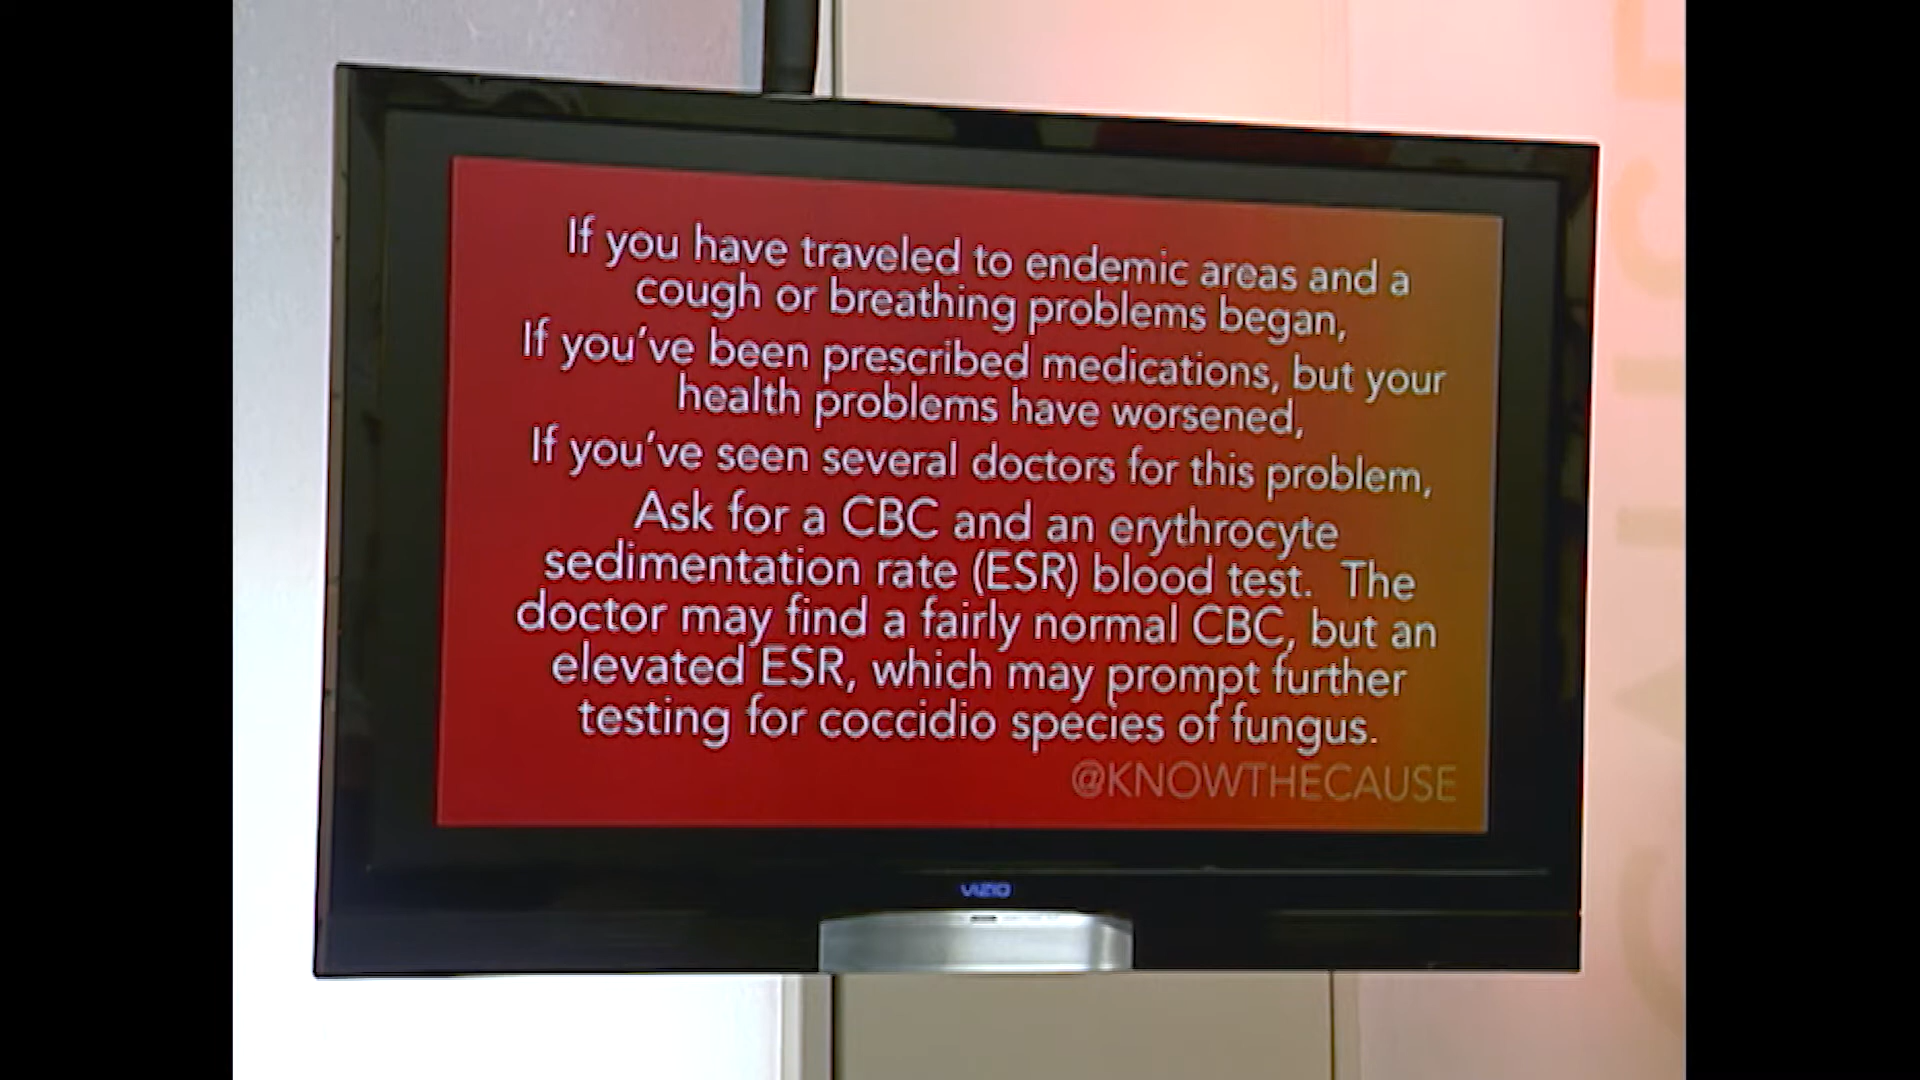 If you have traveled to endemic areas and a
cough or breathing problems began,
If you've been prescribed medications, but your
health problems have worsened,
If you've seen several doctors for this problem,
Ask for a CBC and an erythrocyte
sedimentation rate (ESR) blood test. The
doctor may find a fairly normal CBC, but an
elevated ESR, which may prompt further
testing for coccidio species of fungus.
@KNOWTHECAUSE
VIZIO